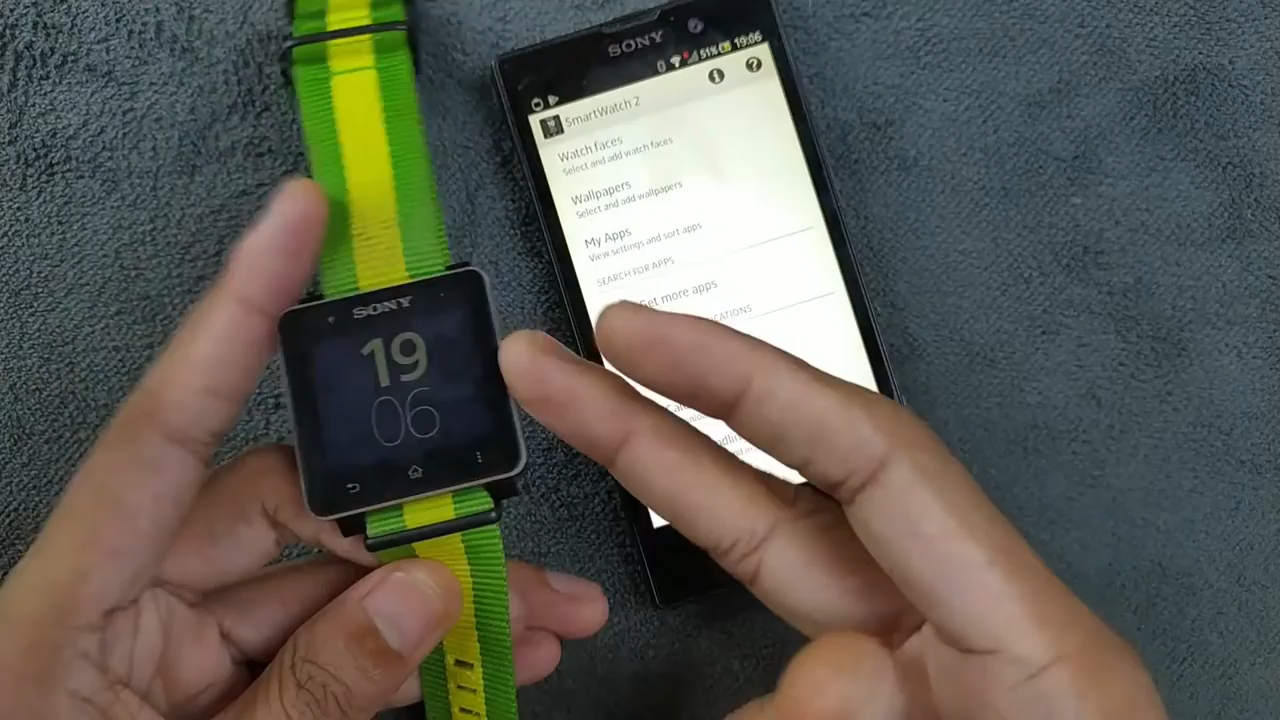 SONY
51% 19:06
SmartWatch 2
Watch faces
Select and add watch faces
Wallpapers
Select and add wallpapers
My Apps
View settings and sort apps
SEARCH FOR APPS
Get more apps
SONY
19
06